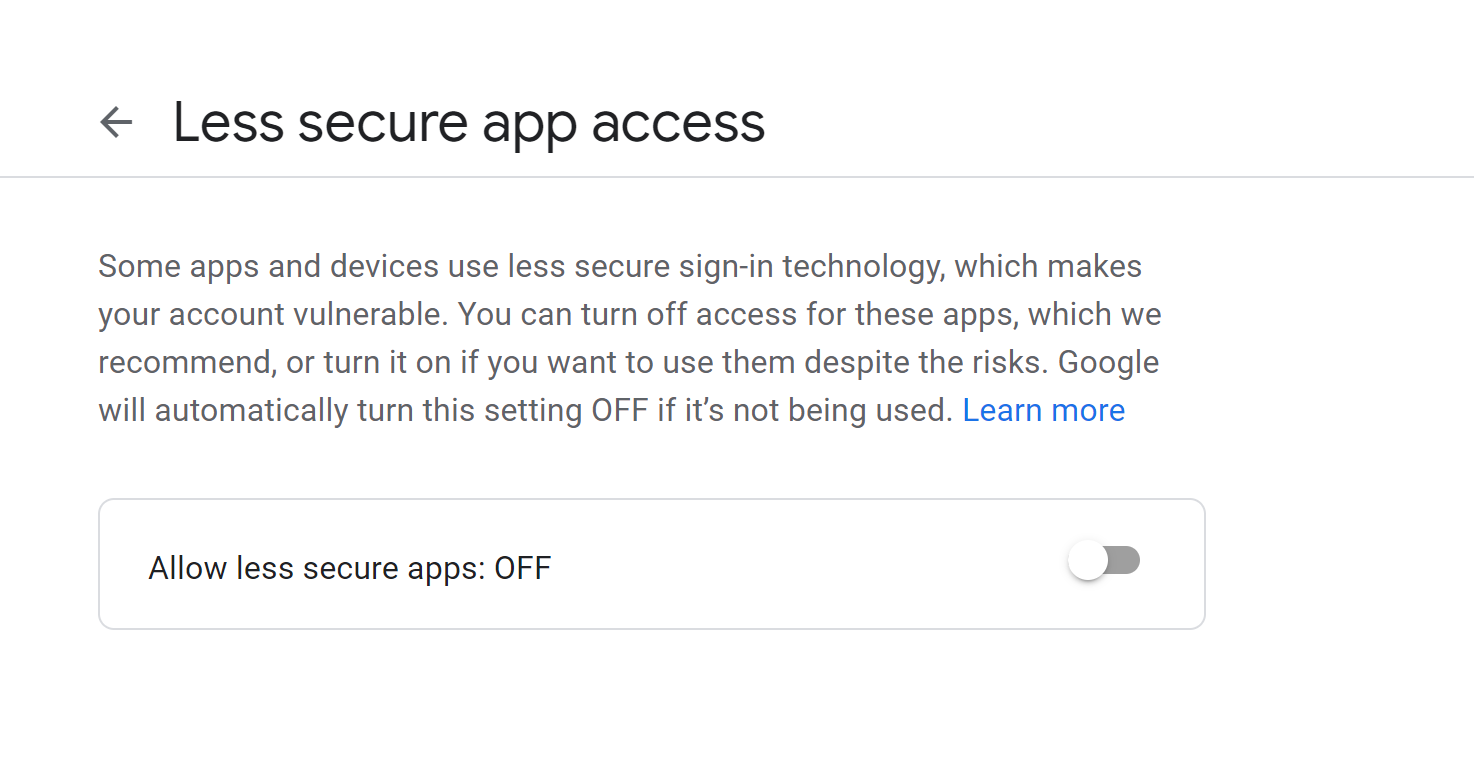 Less secure app access
Some apps and devices use less secure sign-in technology, which makes
your account vulnerable. You can turn off access for these apps, which we
recommend, or turn it on if you want to use them despite the risks. Google
will automatically turn this setting OFF if it’s not being used. Learn more
Allow less secure apps: OFF